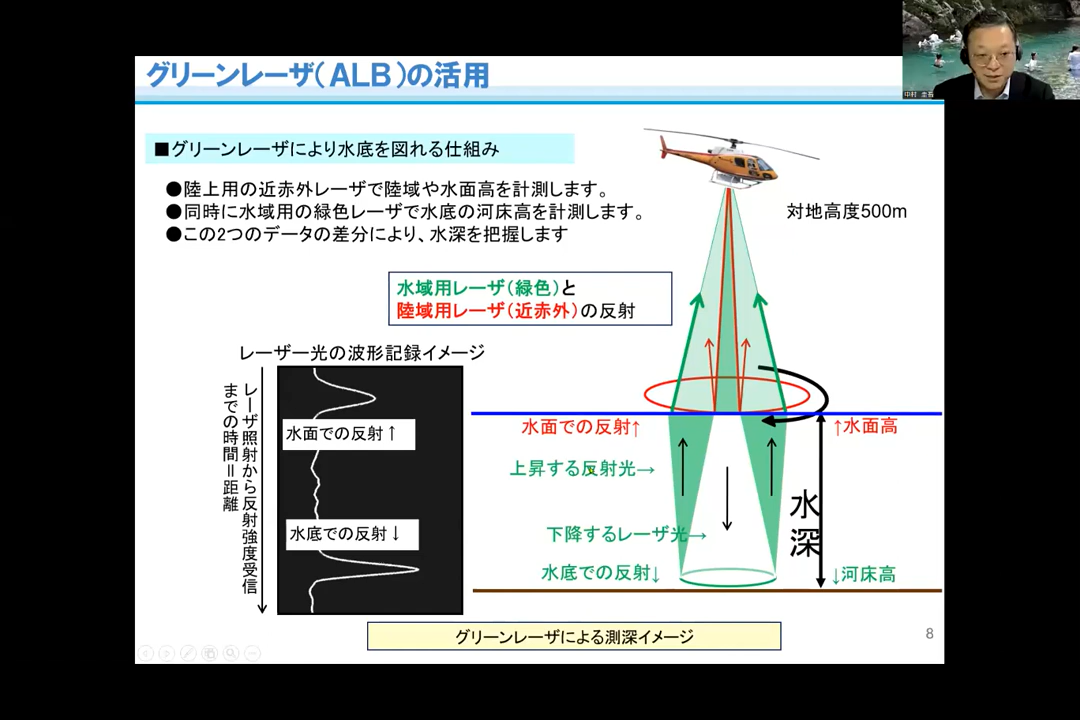 グリーンレーザ(ALB)の活用
■グリーンレーザにより水底を図れる仕組み
●陸上用の近赤外レーザで陸域や水面高を計測します。
●同時に水域用の緑色レーザで水底の河床高を計測します。
●この2つのデータの差分により、水深を把握します
対地高度500m
水域用レーザ(緑色)と
陸域用レーザ(近赤外)の反射
レーザー光の波形記録イメージ
レーザ照射から反射強度受信
までの時間=距離
水面での反射↑
水底での反射↓
水面での反射↑
↑水面高
上昇する反射光→
水深
下降するレーザ光→
水底での反射↓
↓河床高
グリーンレーザによる測深イメージ
8